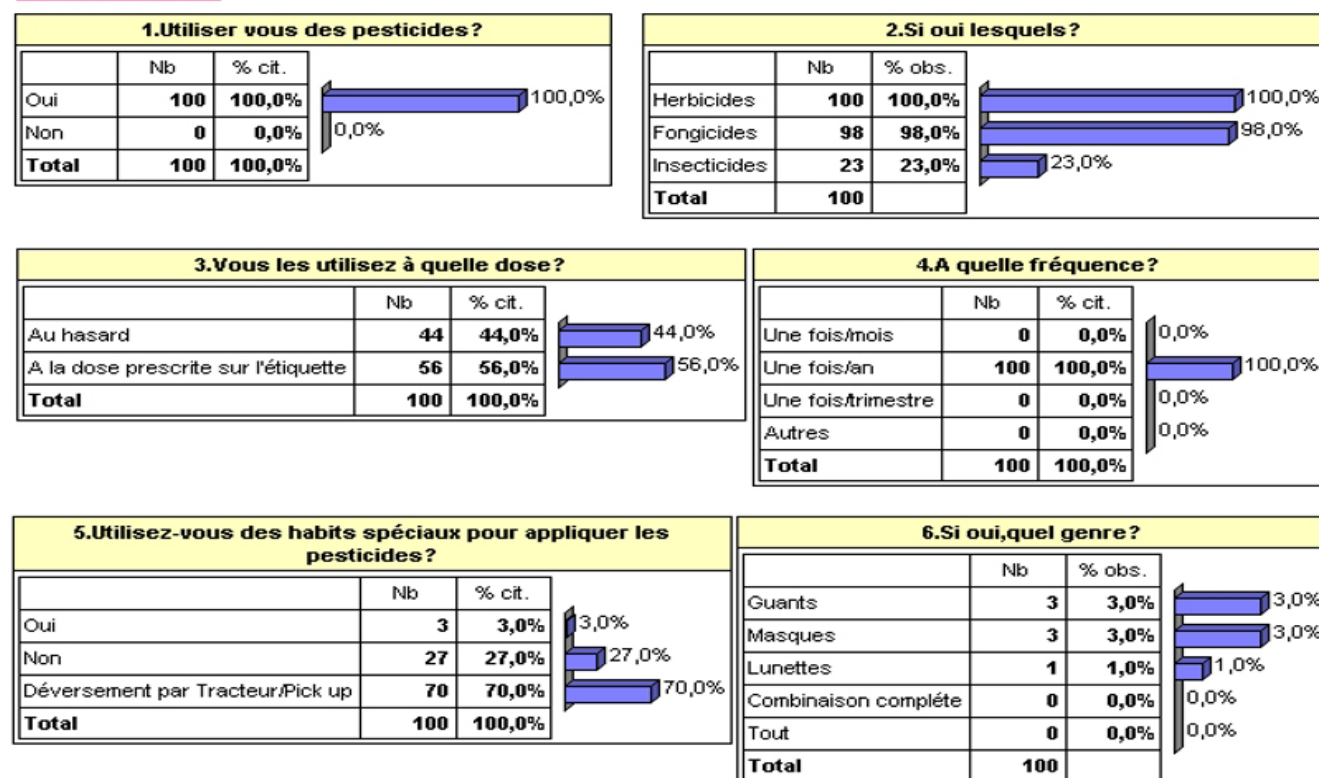 1.Utiliser vous des pesticides?
Nb % cit.
Oui 100 100,0% 100,0%
Non 0 0,0% 0,0%
Total 100 100,0%
2.Si oui lesquels?
Nb % obs.
Herbicides 100 100,0% 100,0%
Fongicides 98 98,0% 98,0%
Insecticides 23 23,0% 23,0%
Total 100
3.Vous les utilisez à quelle dose?
Nb % cit.
Au hasard 44 44,0% 44,0%
A la dose prescrite sur l'étiquette 56 56,0% 56,0%
Total 100 100,0%
4.A quelle fréquence?
Nb % cit.
Une fois/mois 0 0,0% 0,0%
Une fois/an 100 100,0% 100,0%
Une fois/trimestre 0 0,0% 0,0%
Autres 0 0,0% 0,0%
Total 100 100,0%
5.Utilisez-vous des habits spéciaux pour appliquer les
pesticides?
Nb % cit.
Oui 3 3,0% 3,0%
Non 27 27,0% 27,0%
Déversement par Tracteur/Pick up 70 70,0% 70,0%
Total 100 100,0%
6.Si oui,quel genre?
Nb % obs.
Guants 3 3,0% 3,0%
Masques 3 3,0% 3,0%
Lunettes 1 1,0% 1,0%
Combinaison compléte 0 0,0% 0,0%
Tout 0 0,0% 0,0%
Total 100